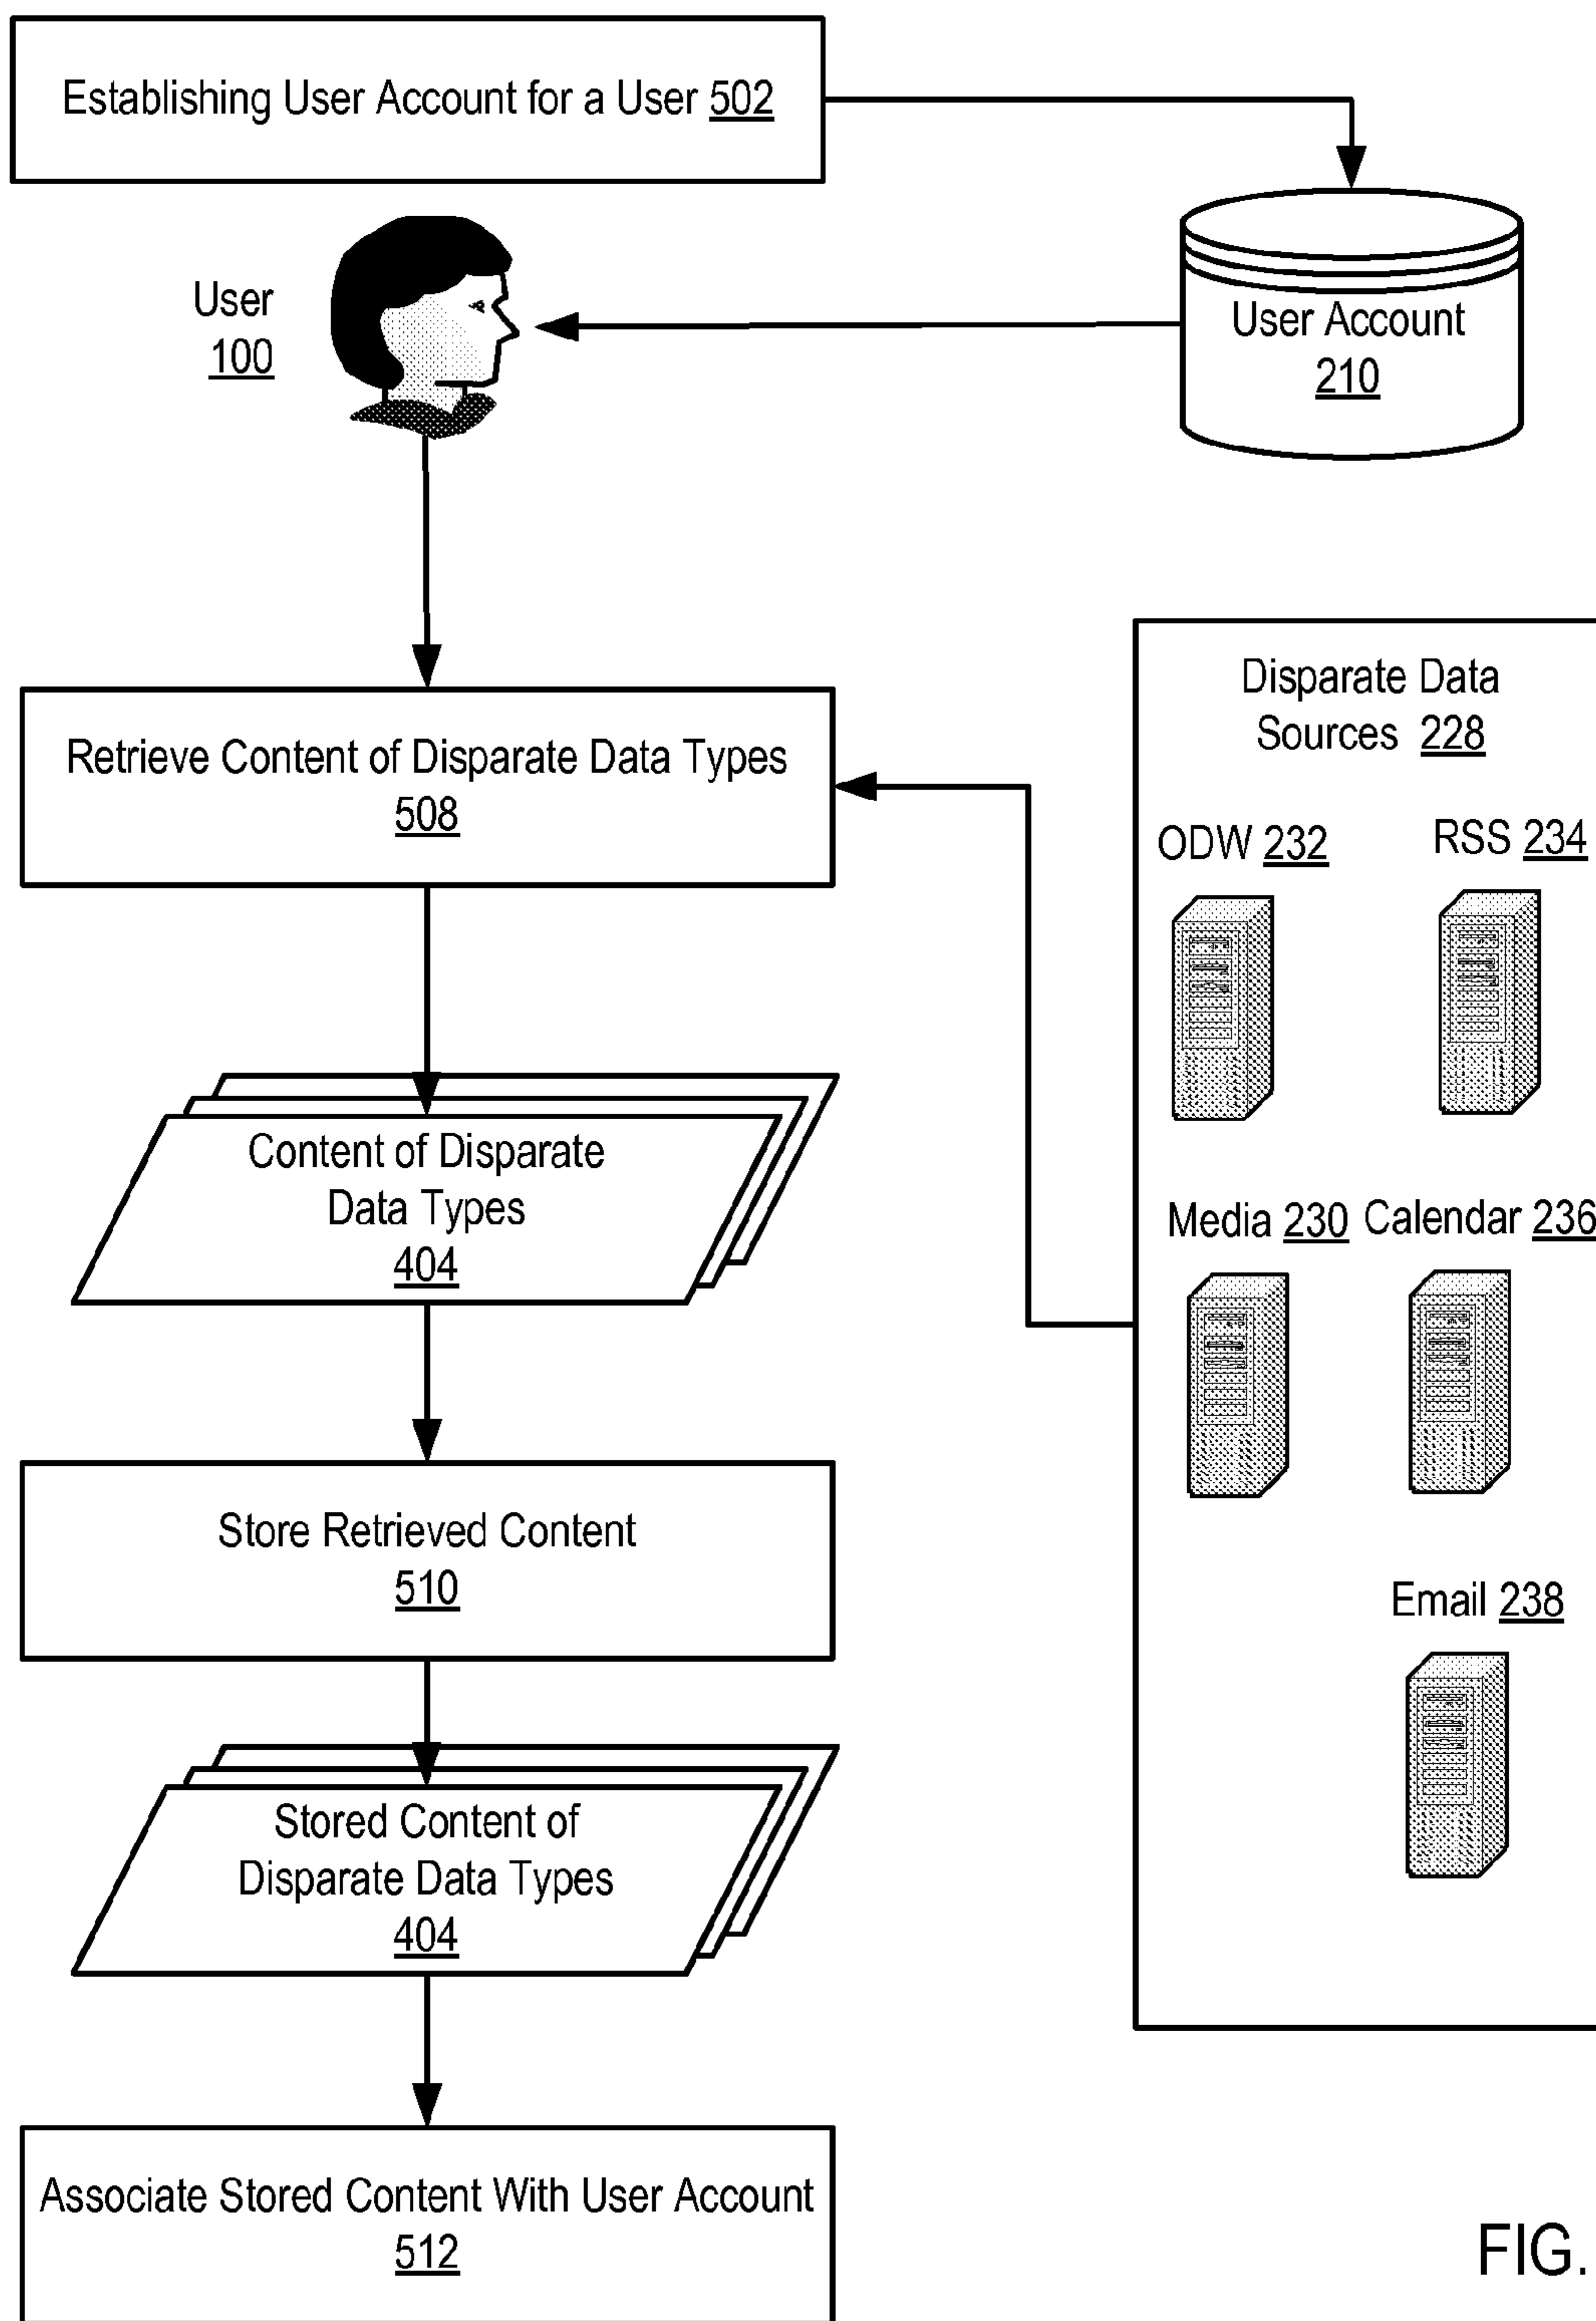 Establishing User Account for a User 502
User
100
User Account
210
Retrieve Content of Disparate Data Types
508
Disparate Data
Sources 228
ODW 232
RSS 234
Content of Disparate
Data Types
404
Media 230
Calendar 236
Store Retrieved Content
510
Email 238
Stored Content of
Disparate Data Types
404
Associate Stored Content With User Account
512
FIG.